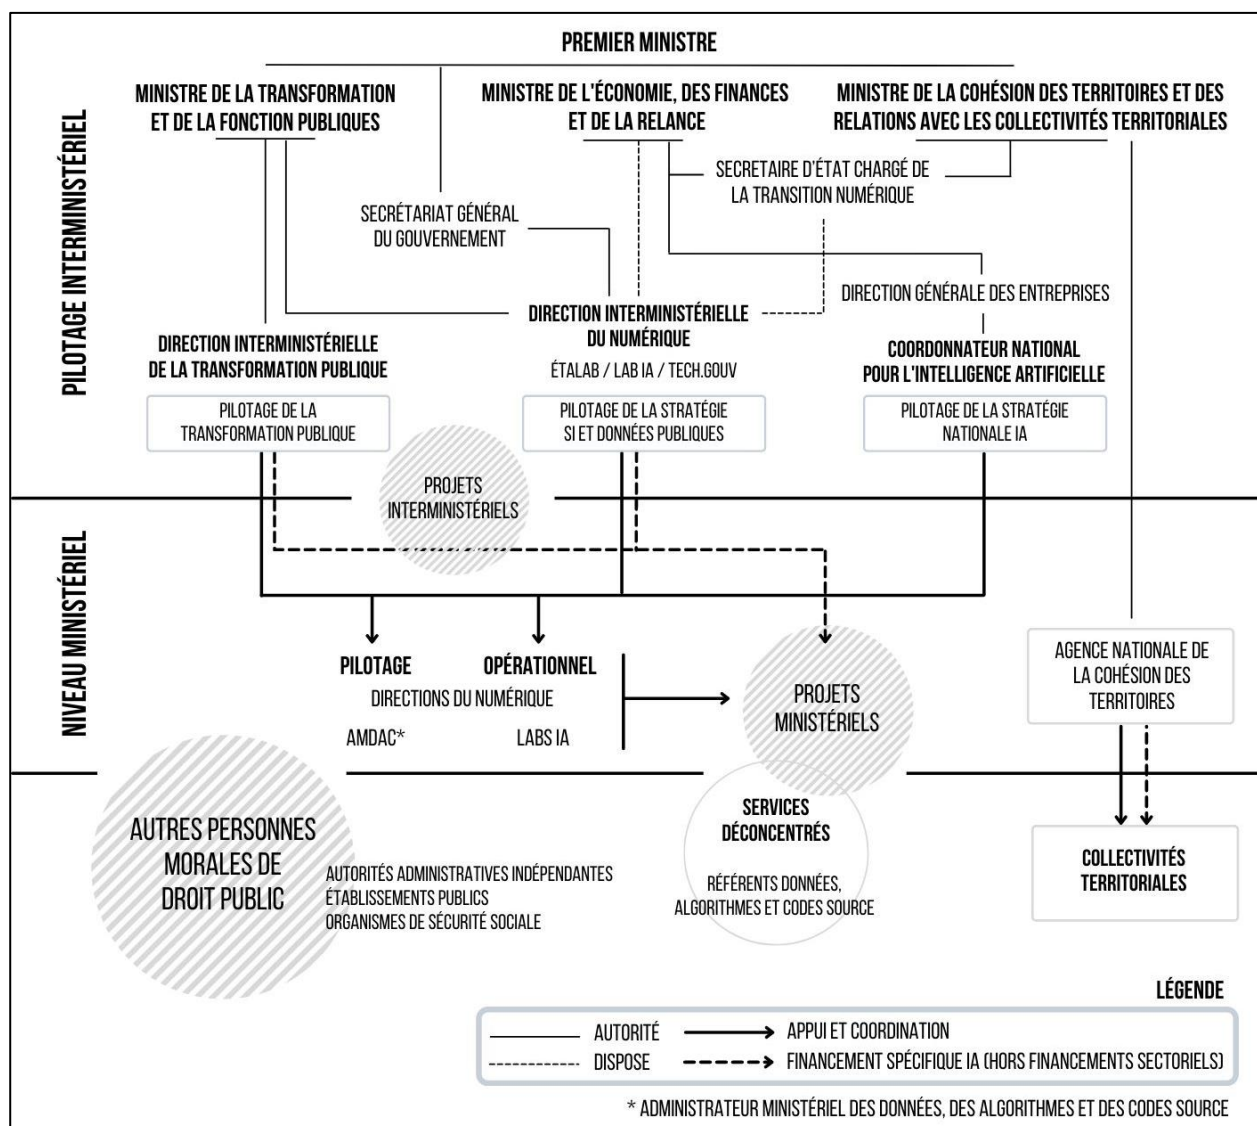 PREMIER MINISTRE
MINISTRE DE LA TRANSFORMATION
ET DE LA FONCTION PUBLIQUES
MINISTRE DE L'ÉCONOMIE, DES FINANCES
ET DE LA RELANCE
MINISTRE DE LA COHÉSION DES TERRITOIRES ET DES
RELATIONS AVEC LES COLLECTIVITÉS TERRITORIALES
PILOTAGE INTERMINISTÉRIEL
SECRETAIRE D'ÉTAT CHARGÉ DE
LA TRANSITION NUMÉRIQUE
SECRÉTARIAT GÉNÉRAL
DU GOUVERNEMENT
DIRECTION GÉNÉRALE DES ENTREPRISES
DIRECTION INTERMINISTÉRIELLE
DU NUMÉRIQUE
ÉTALAB / LAB IA / TECH.GOUV
DIRECTION INTERMINISTÉRIELLE
DE LA TRANSFORMATION PUBLIQUE
COORDONNATEUR NATIONAL
POUR L'INTELLIGENCE ARTIFICIELLE
PILOTAGE DE LA
TRANSFORMATION PUBLIQUE
PILOTAGE DE LA STRATÉGIE
SI ET DONNÉES PUBLIQUES
PILOTAGE DE LA STRATÉGIE
NATIONALE IA
PROJETS
INTERMINISTÉRIELS
NIVEAU MINISTÉRIEL
PILOTAGE
OPÉRATIONNEL
DIRECTIONS DU NUMÉRIQUE
AMDAC*
LABS IA
PROJETS
MINISTÉRIELS
AGENCE NATIONALE DE
LA COHÉSION DES
TERRITOIRES
AUTRES PERSONNES
MORALES DE
DROIT PUBLIC
AUTORITÉS ADMINISTRATIVES INDÉPENDANTES
ÉTABLISSEMENTS PUBLICS
ORGANISMES DE SÉCURITÉ SOCIALE
SERVICES
DÉCONCENTRÉS
RÉFÉRENTS DONNÉES,
ALGORITHMES ET CODES SOURCE
COLLECTIVITÉS
TERRITORIALES
LÉGENDE
AUTORITÉ
APPUI ET COORDINATION
DISPOSE
FINANCEMENT SPÉCIFIQUE IA (HORS FINANCEMENTS SECTORIELS)
* ADMINISTRATEUR MINISTÉRIEL DES DONNÉES, DES ALGORITHMES ET DES CODES SOURCE